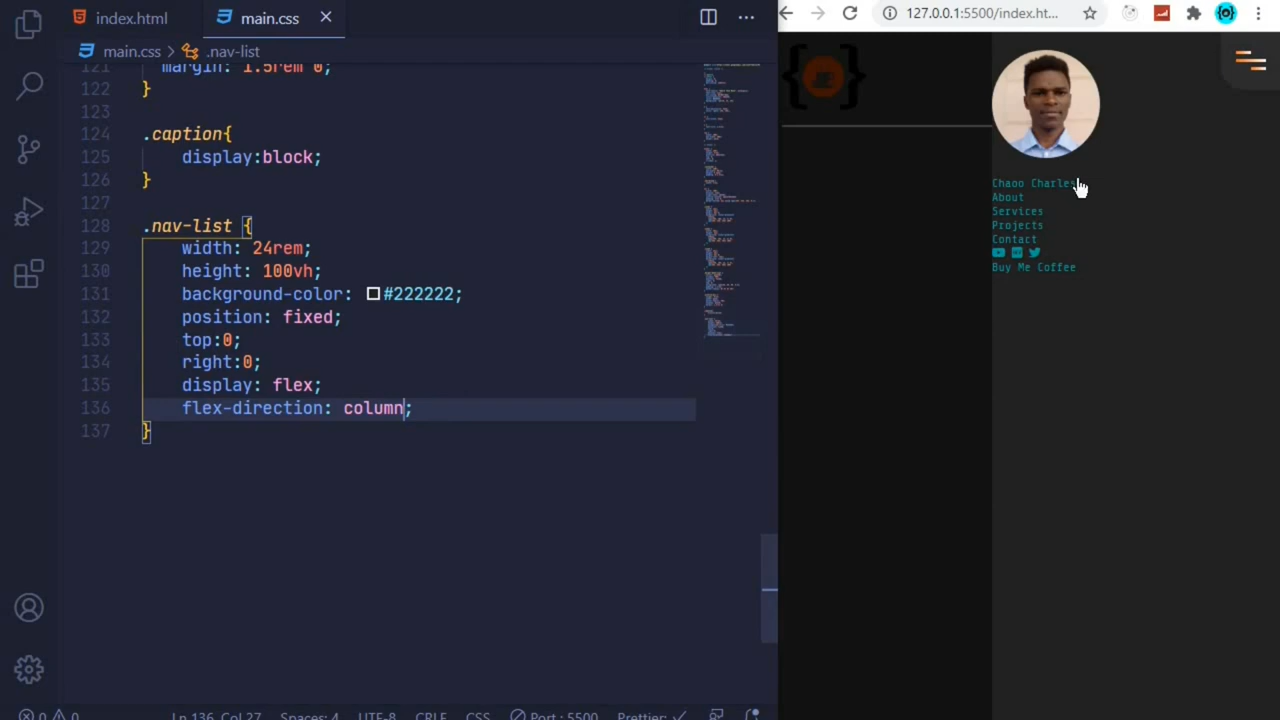 index.html
main.css
main.css > .nav-list
121 margin: 1.5rem 0;
122 }
123
124 .caption{
125 display:block;
126 }
127
128 .nav-list {
129 width: 24rem;
130 height: 100vh;
131 background-color: #222222;
132 position: fixed;
133 top:0;
134 right:0;
135 display: flex;
136 flex-direction: column;
137 }
0 0
Ln 136, Col 27 Spaces: 4 UTF-8 CRLF CSS Port : 5500 Prettier:
127.0.0.1:5500/index.ht...
Chaoo Charles
About
Services
Projects
Contact
Buy Me Coffee